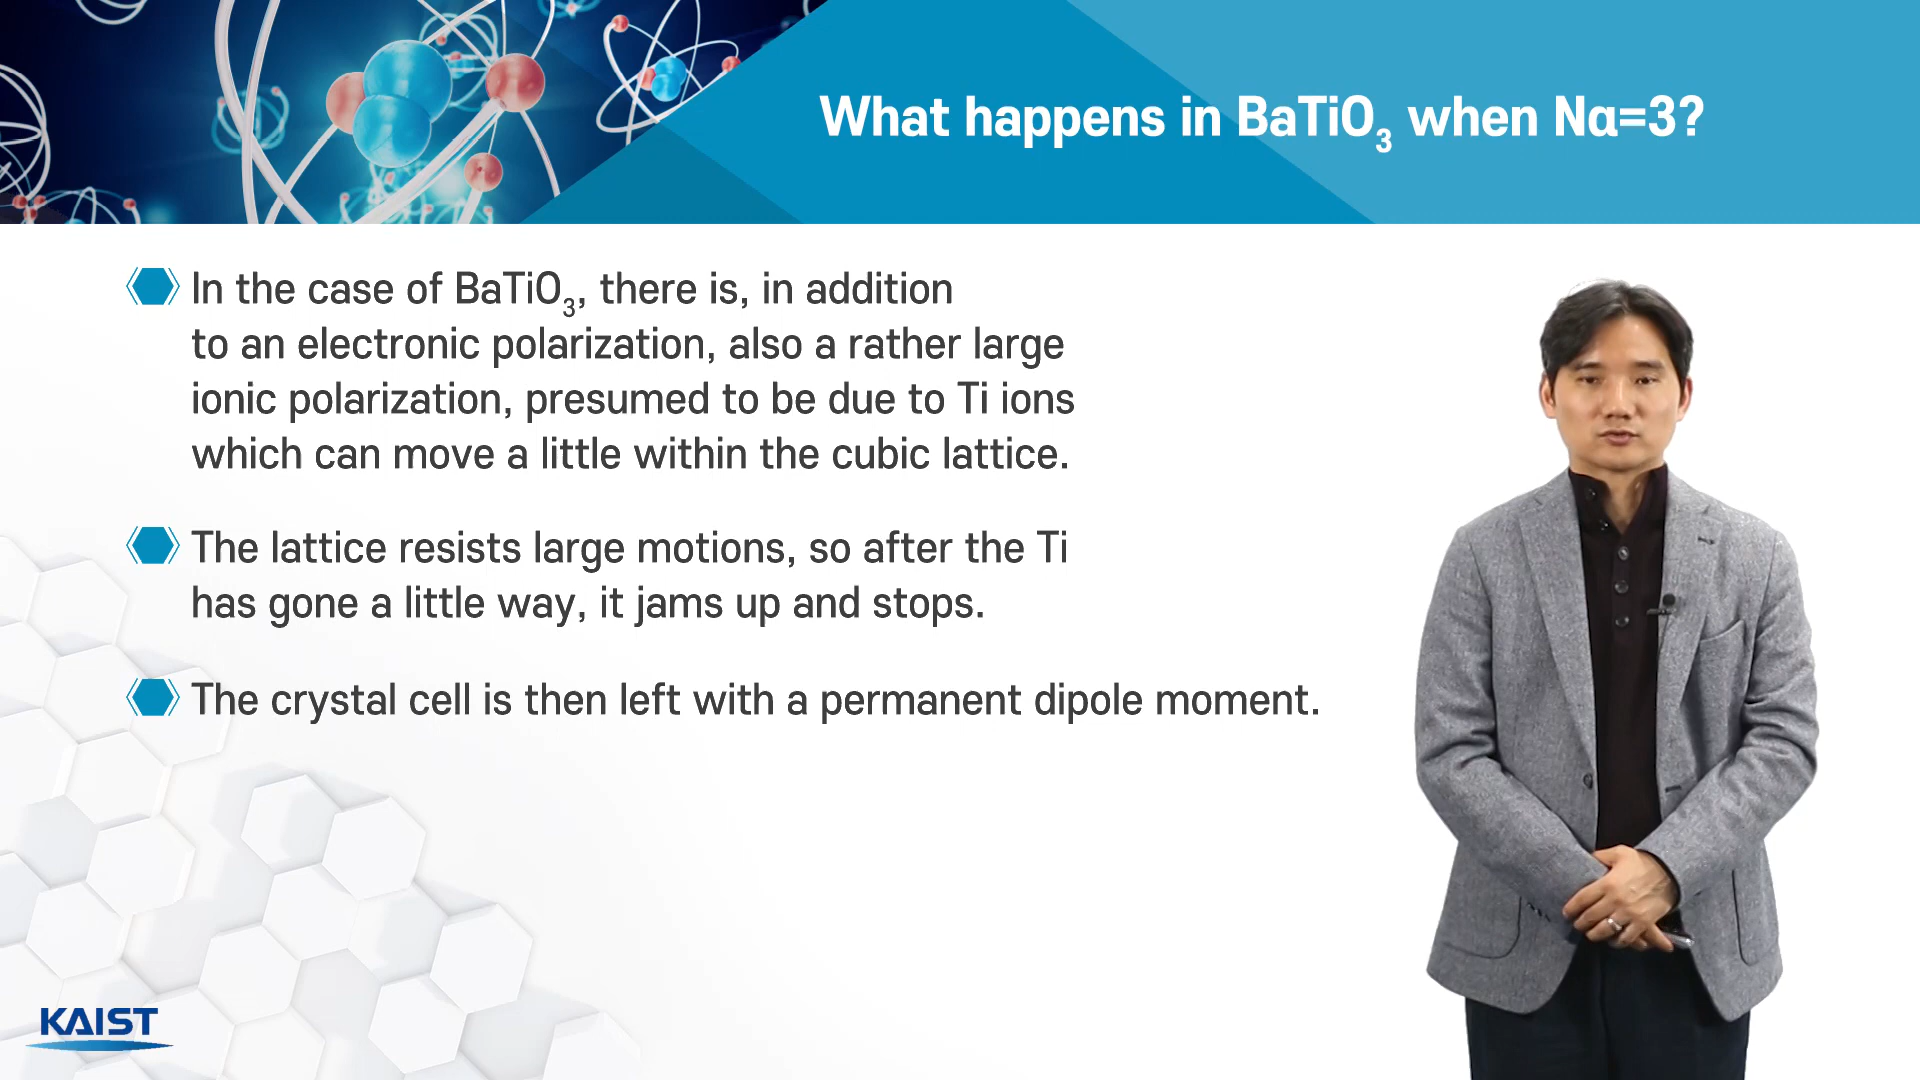 What happens in BaTiO₃ when Nα=3?
In the case of BaTiO₃, there is, in addition
to an electronic polarization, also a rather large
ionic polarization, presumed to be due to Ti ions
which can move a little within the cubic lattice.
The lattice resists large motions, so after the Ti
has gone a little way, it jams up and stops.
The crystal cell is then left with a permanent dipole moment.
KAIST